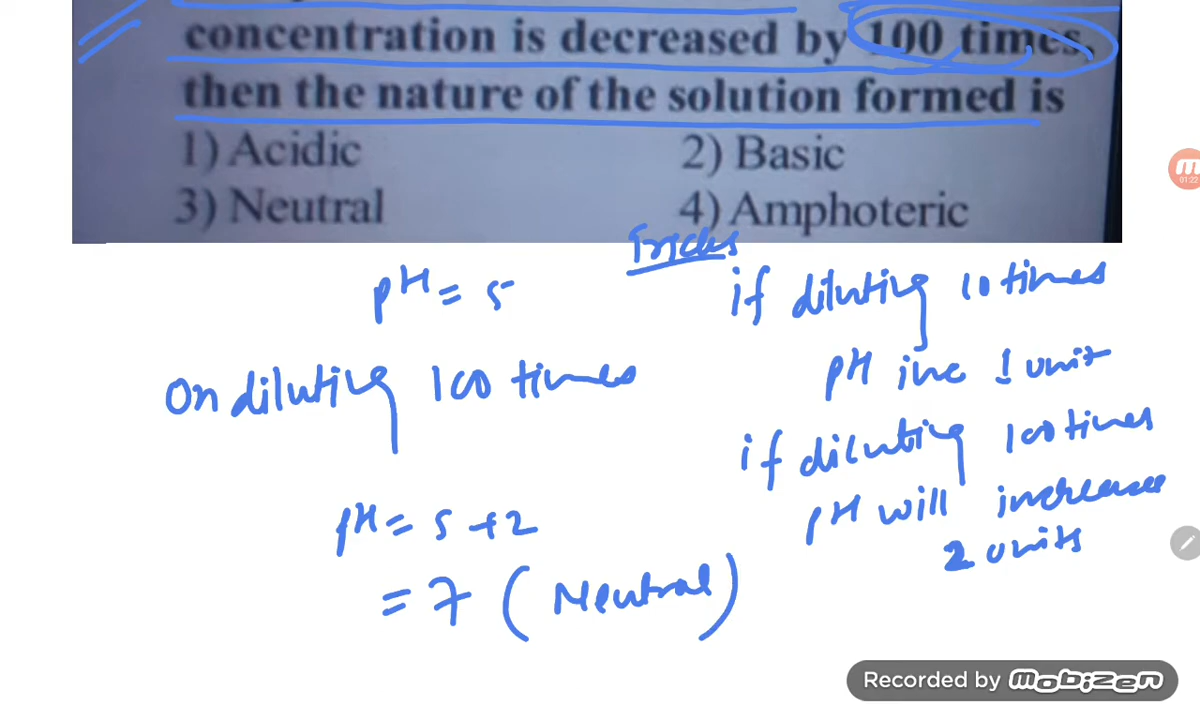 concentration is decreased by 100 times,
then the nature of the solution formed is
1) Acidic 2) Basic
3) Neutral 4) Amphoteric
Tricks
pH = 5
if diluting 10 times
pH inc 1 unit
on diluting 100 times
if diluting 100 times
pH will increase
2 units
pH = 5 + 2
= 7 (Neutral)
Recorded by mobizen
01:22